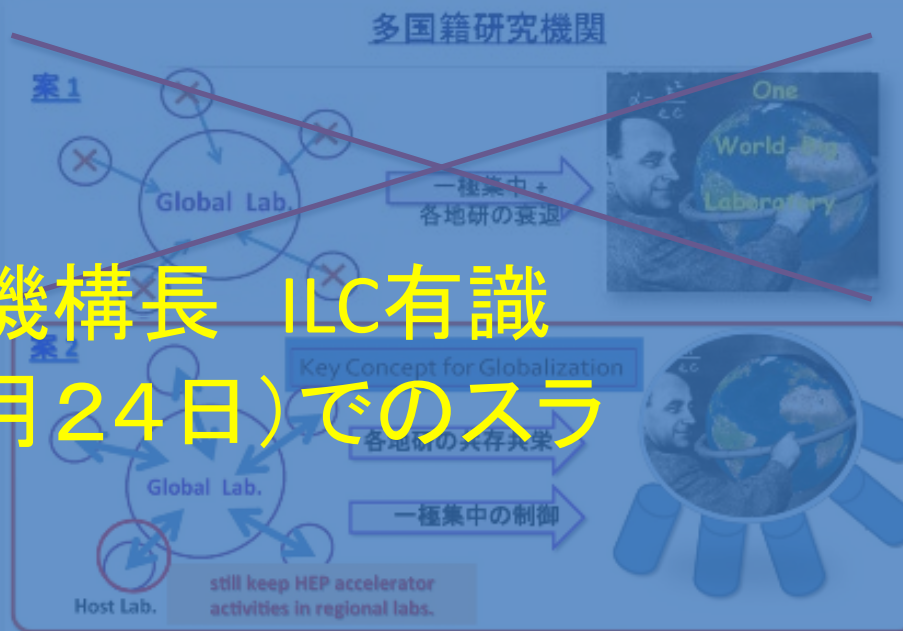 多国籍研究機関
案1
Global Lab.
一極集中 +
各地研の衰退
One
World-Big
Laboratory
機構長 ILC有識
月24日)でのスラ
案2
Key Concept for Globalization
Global Lab.
各地研の共存共栄
一極集中の制御
still keep HEP accelerator
activities in regional labs.
Host Lab.